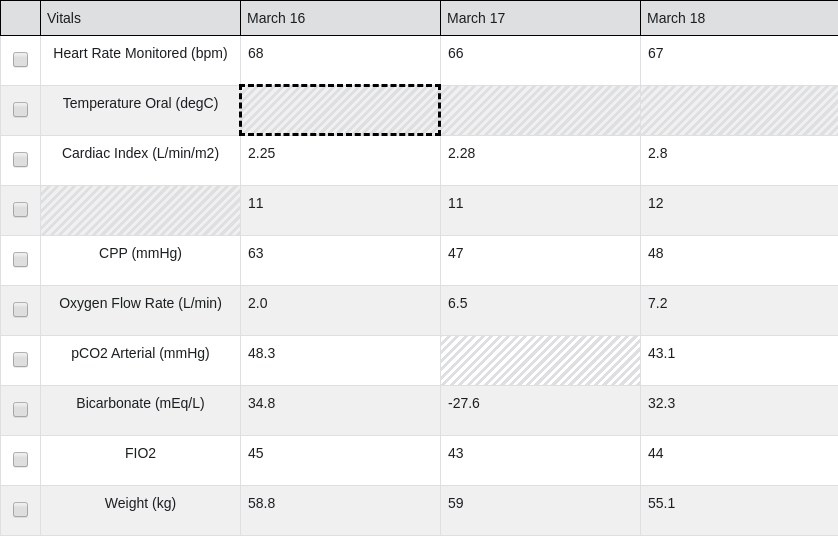 Vitals March 16 March 17 March 18
Heart Rate Monitored (bpm) 68 66 67
Temperature Oral (degC)
Cardiac Index (L/min/m2) 2.25 2.28 2.8
11 11 12
CPP (mmHg) 63 47 48
Oxygen Flow Rate (L/min) 2.0 6.5 7.2
pCO2 Arterial (mmHg) 48.3 43.1
Bicarbonate (mEq/L) 34.8 -27.6 32.3
FIO2 45 43 44
Weight (kg) 58.8 59 55.1